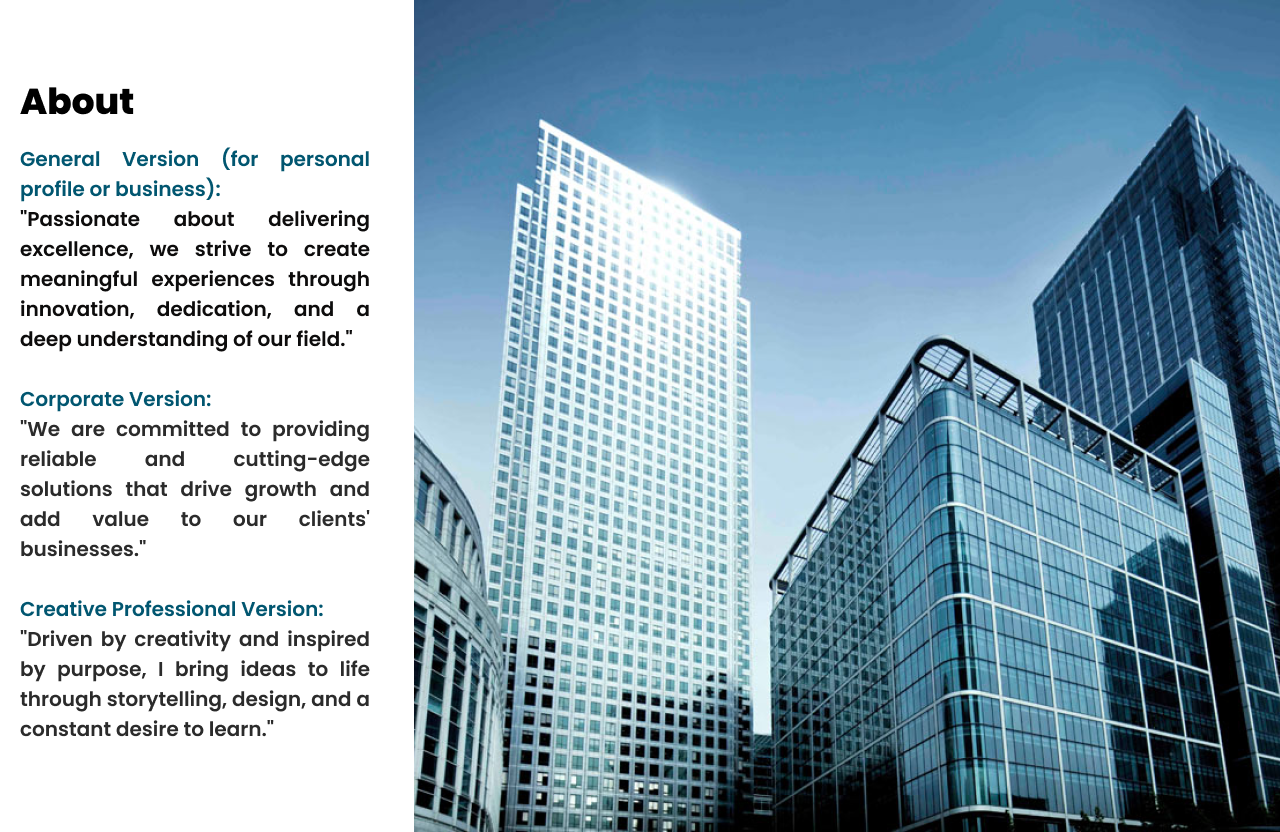 About
General Version (for personal
profile or business):
"Passionate about delivering
excellence, we strive to create
meaningful experiences through
innovation, dedication, and a
deep understanding of our field."
Corporate Version:
"We are committed to providing
reliable and cutting-edge
solutions that drive growth and
add value to our clients'
businesses."
Creative Professional Version:
"Driven by creativity and inspired
by purpose, I bring ideas to life
through storytelling, design, and a
constant desire to learn."